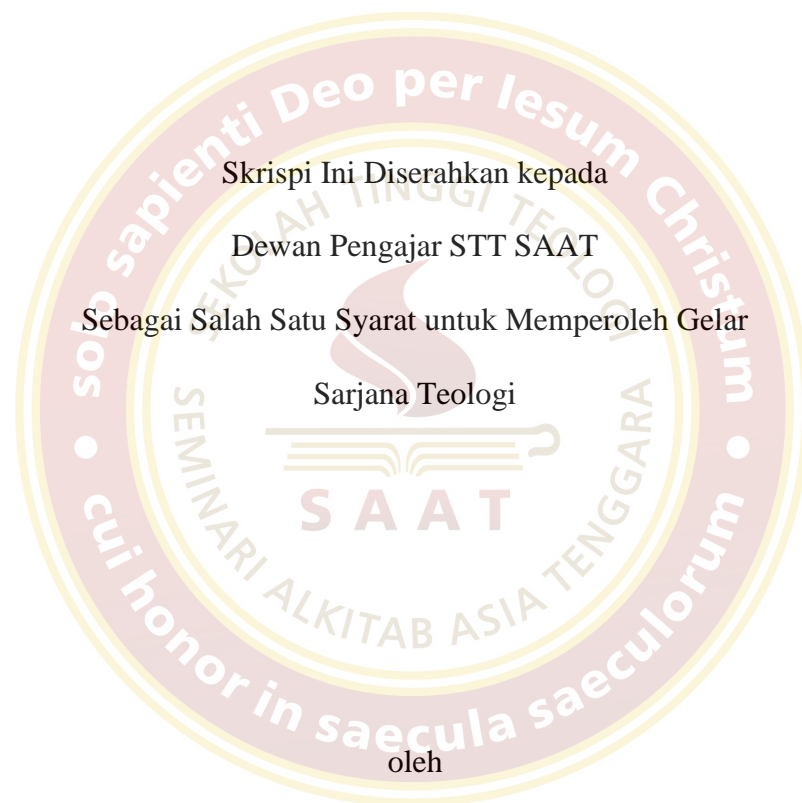 solo sapienti Deo per Iesum Christum
cui honor in saecula saeculorum
SEKOLAH TINGGI TEOLOGI
SEMINARI ALKITAB ASIA TENGGARA
Skripsi Ini Diserahkan kepada
Dewan Pengajar STT SAAT
Sebagai Salah Satu Syarat untuk Memperoleh Gelar
Sarjana Teologi
SAAT
oleh